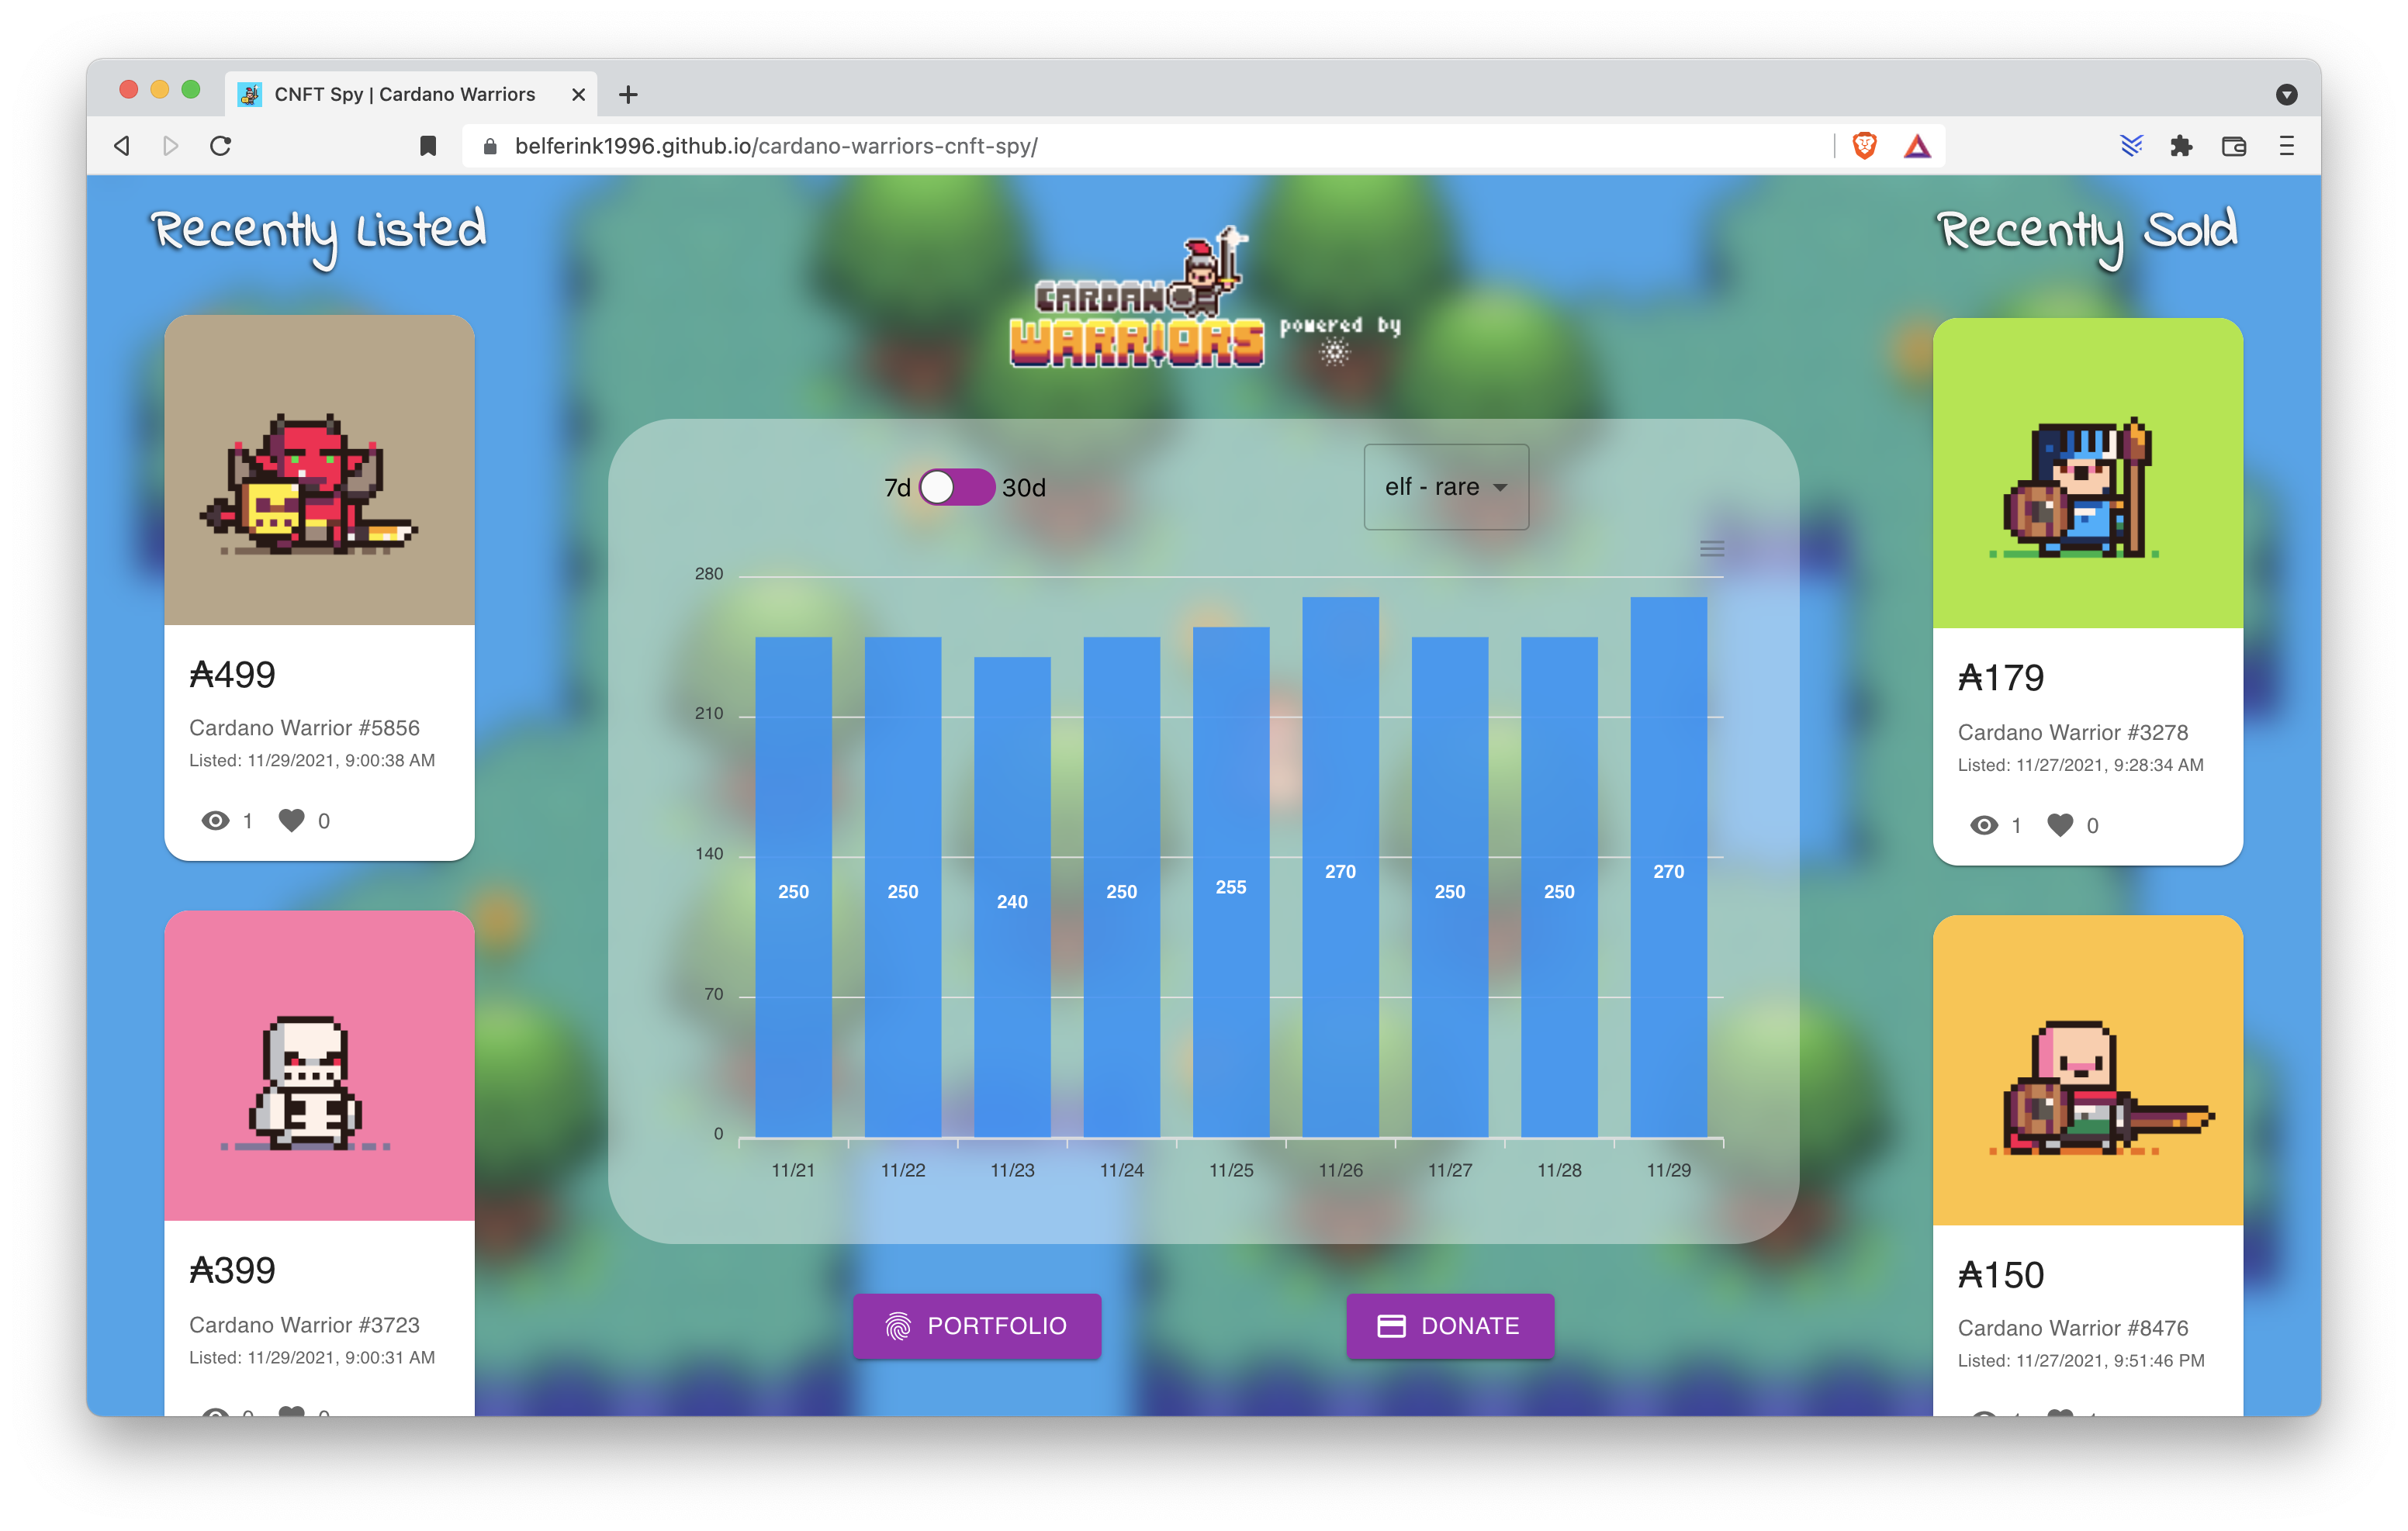 CNFT Spy | Cardano Warriors
belferink1996.github.io/cardano-warriors-cnft-spy/
Recently Listed
₳499
Cardano Warrior #5856
Listed: 11/29/2021, 9:00:38 AM
1 0
₳399
Cardano Warrior #3723
Listed: 11/29/2021, 9:00:31 AM
CARDANO
WARRIORS
powered by
7d 30d
elf - rare
280
210
140
70
0
250 250 240 250 255 270 250 250 270
11/21 11/22 11/23 11/24 11/25 11/26 11/27 11/28 11/29
PORTFOLIO
DONATE
Recently Sold
₳179
Cardano Warrior #3278
Listed: 11/27/2021, 9:28:34 AM
1 0
₳150
Cardano Warrior #8476
Listed: 11/27/2021, 9:51:46 PM